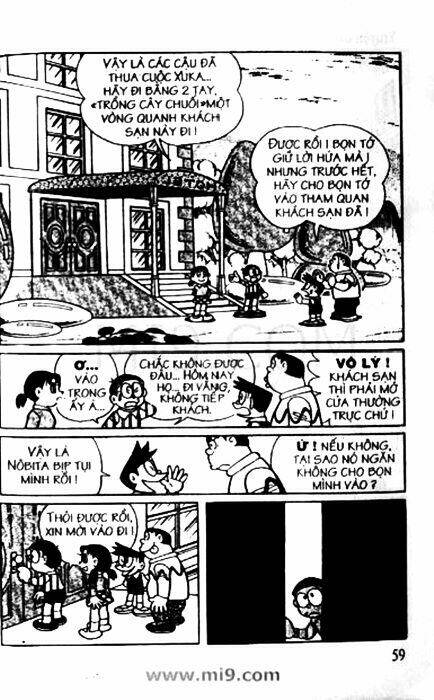 VẬY LÀ CÁC CẬU ĐÃ
THUA CUỘC XUKA...
HÃY ĐI BẰNG 2 TAY,
«TRỒNG CÂY CHUỐI» MỘT
VÒNG QUANH KHÁCH
SẠN NÀY ĐI !
ĐƯỢC RỒI ! BỌN TỚ
GIỮ LỜI HỨA MÀ !
NHƯNG TRƯỚC HẾT,
HÃY CHO BỌN TỚ
VÀO THAM QUAN
KHÁCH SẠN ĐÃ !
Ơ...
VÀO
TRONG
ẤY Á...
CHẮC KHÔNG ĐƯỢC
ĐÂU... HÔM NAY
HỌ... ĐI VẮNG,
KHÔNG TIẾP
KHÁCH.
VÔ LÝ !
KHÁCH SẠN
THÌ PHẢI MỞ
CỬA THƯỜNG
TRỰC CHỨ !
VẬY LÀ
NÔBITA BỊP TỤI
MÌNH RỒI !
Ừ ! NẾU KHÔNG,
TẠI SAO NÓ NGĂN
KHÔNG CHO BỌN
MÌNH VÀO ?
THÔI ĐƯỢC RỒI,
XIN MỜI VÀO ĐI !
59
www.mi9.com